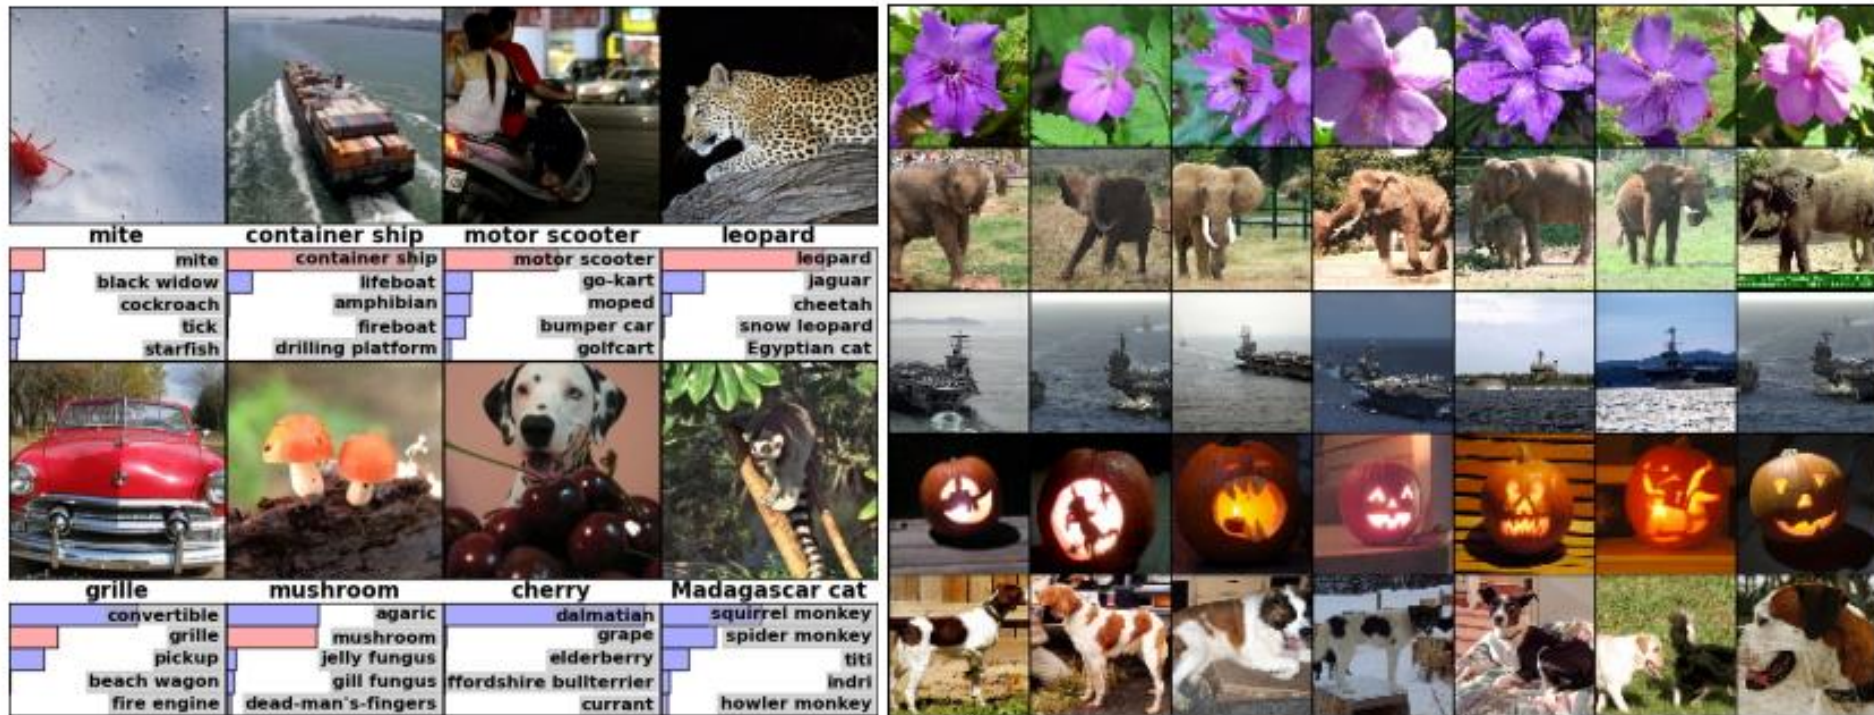 mite
container ship
motor scooter
leopard
mite
black widow
cockroach
tick
starfish
container ship
lifeboat
amphibian
fireboat
drilling platform
motor scooter
go-kart
moped
bumper car
golfcart
leopard
jaguar
cheetah
snow leopard
Egyptian cat
grille
mushroom
cherry
Madagascar cat
convertible
grille
pickup
beach wagon
fire engine
agaric
mushroom
jelly fungus
gill fungus
dead-man's-fingers
dalmatian
grape
elderberry
ffordshire bullterrier
currant
squirrel monkey
spider monkey
titi
indri
howler monkey